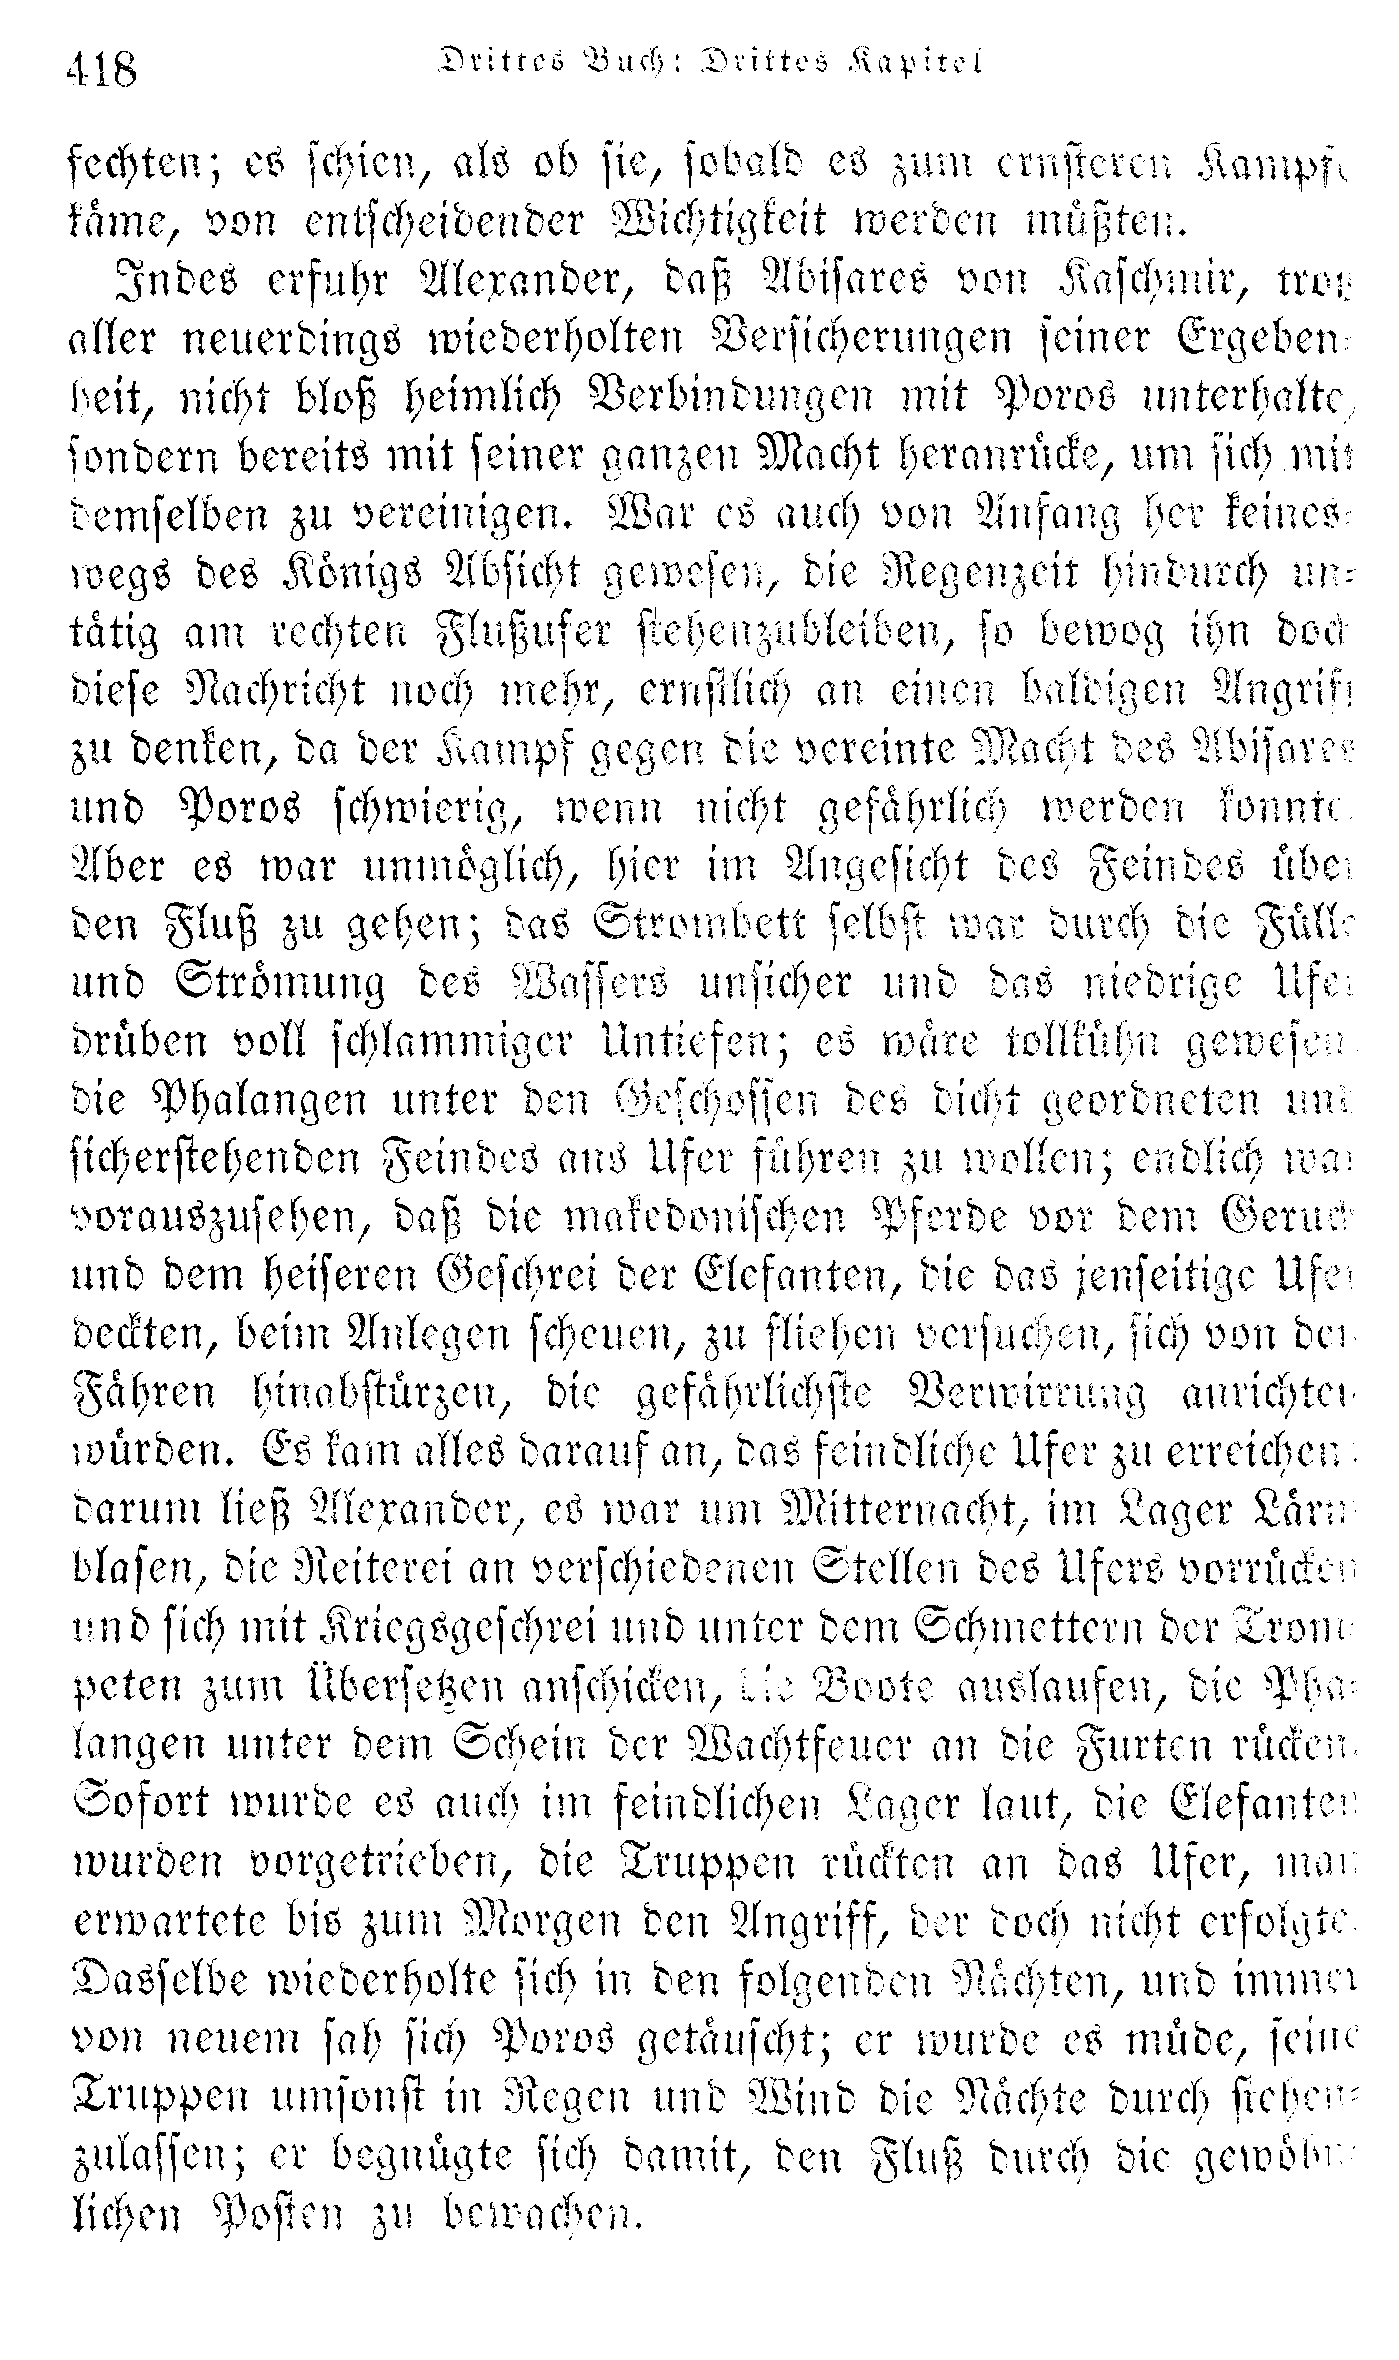 418 Drittes Buch: Drittes Kapitel
fechten; es schien, als ob sie, sobald es zum ernsteren Kampfe
käme, von entscheidender Wichtigkeit werden müßten.
Indes erfuhr Alexander, daß Abisares von Kaschmir, trotz
aller neuerdings wiederholten Versicherungen seiner Ergeben-
heit, nicht bloß heimlich Verbindungen mit Poros unterhalte,
sondern bereits mit seiner ganzen Macht heranrücke, um sich mit
demselben zu vereinigen. War es auch von Anfang her keines-
wegs des Königs Absicht gewesen, die Regenzeit hindurch un-
tätig am rechten Flußufer stehenzubleiben, so bewog ihn doch
diese Nachricht noch mehr, ernstlich an einen baldigen Angriff
zu denken, da der Kampf gegen die vereinte Macht des Abisares
und Poros schwierig, wenn nicht gefährlich werden konnte.
Aber es war unmöglich, hier im Angesicht des Feindes über
den Fluß zu gehen; das Strombett selbst war durch die Fülle
und Strömung des Wassers unsicher und das niedrige Ufer
drüben voll schlammiger Untiefen; es wäre tollkühn gewesen,
die Phalangen unter den Geschossen des dicht geordneten und
sicherstehenden Feindes ans Ufer führen zu wollen; endlich war
vorauszusehen, daß die makedonischen Pferde vor dem Geruch
und dem heiseren Geschrei der Elefanten, die das jenseitige Ufer
deckten, beim Anlegen scheuen, zu fliehen versuchen, sich von den
Fähren hinabstürzen, die gefährlichste Verwirrung anrichten
würden. Es kam alles darauf an, das feindliche Ufer zu erreichen;
darum ließ Alexander, es war um Mitternacht, im Lager Lärm
blasen, die Reiterei an verschiedenen Stellen des Ufers vorrücken
und sich mit Kriegsgeschrei und unter dem Schmettern der Trom-
peten zum Übersetzen anschicken, die Boote auslaufen, die Pha-
langen unter dem Schein der Wachtfeuer an die Furten rücken.
Sofort wurde es auch im feindlichen Lager laut, die Elefanten
wurden vorgetrieben, die Truppen rückten an das Ufer, man
erwartete bis zum Morgen den Angriff, der doch nicht erfolgte.
Dasselbe wiederholte sich in den folgenden Nächten, und immer
von neuem sah sich Poros getäuscht; er wurde es müde, seine
Truppen umsonst in Regen und Wind die Nächte durch stehen-
zulassen; er begnügte sich damit, den Fluß durch die gewöhn-
lichen Posten zu bewachen.